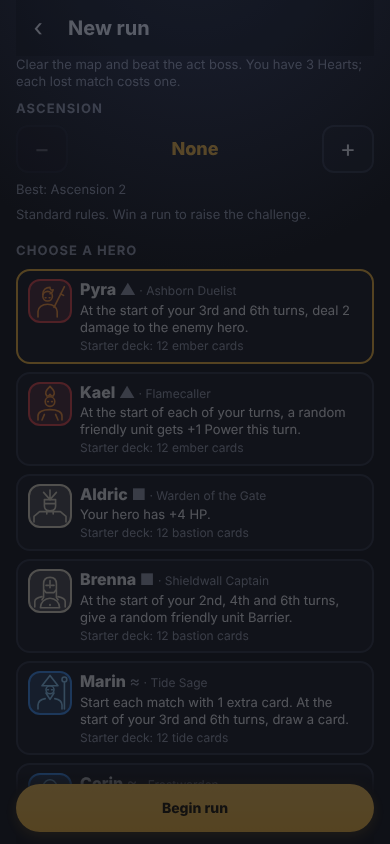 New run
Clear the map and beat the act boss. You have 3 Hearts;
each lost match costs one.
ASCENSION
− None +
Best: Ascension 2
Standard rules. Win a run to raise the challenge.
CHOOSE A HERO
Pyra ▲ · Ashborn Duelist
At the start of your 3rd and 6th turns, deal 2
damage to the enemy hero.
Starter deck: 12 ember cards
Kael ▲ · Flamecaller
At the start of each of your turns, a random
friendly unit gets +1 Power this turn.
Starter deck: 12 ember cards
Aldric ■ · Warden of the Gate
Your hero has +4 HP.
Starter deck: 12 bastion cards
Brenna ■ · Shieldwall Captain
At the start of your 2nd, 4th and 6th turns,
give a random friendly unit Barrier.
Starter deck: 12 bastion cards
Marin ≈ · Tide Sage
Start each match with 1 extra card. At the
start of your 3rd and 6th turns, draw a card.
Starter deck: 12 tide cards
Begin run